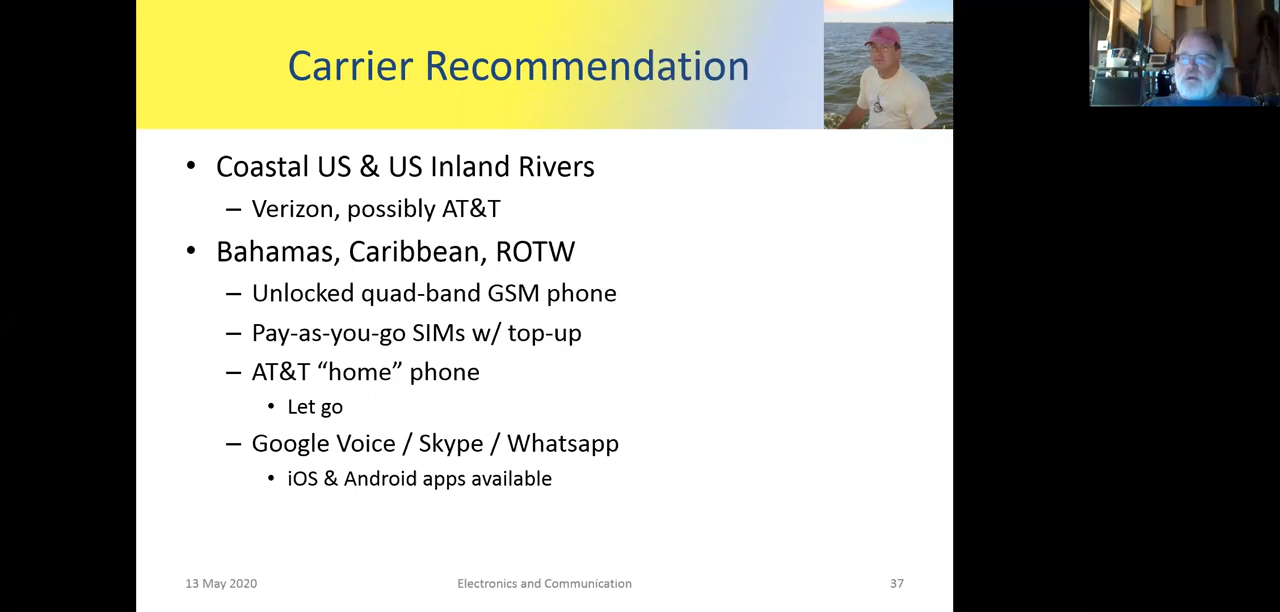 Carrier Recommendation
• Coastal US & US Inland Rivers
– Verizon, possibly AT&T
• Bahamas, Caribbean, ROTW
– Unlocked quad-band GSM phone
– Pay-as-you-go SIMs w/ top-up
– AT&T “home” phone
• Let go
– Google Voice / Skype / Whatsapp
• iOS & Android apps available
13 May 2020 Electronics and Communication 37